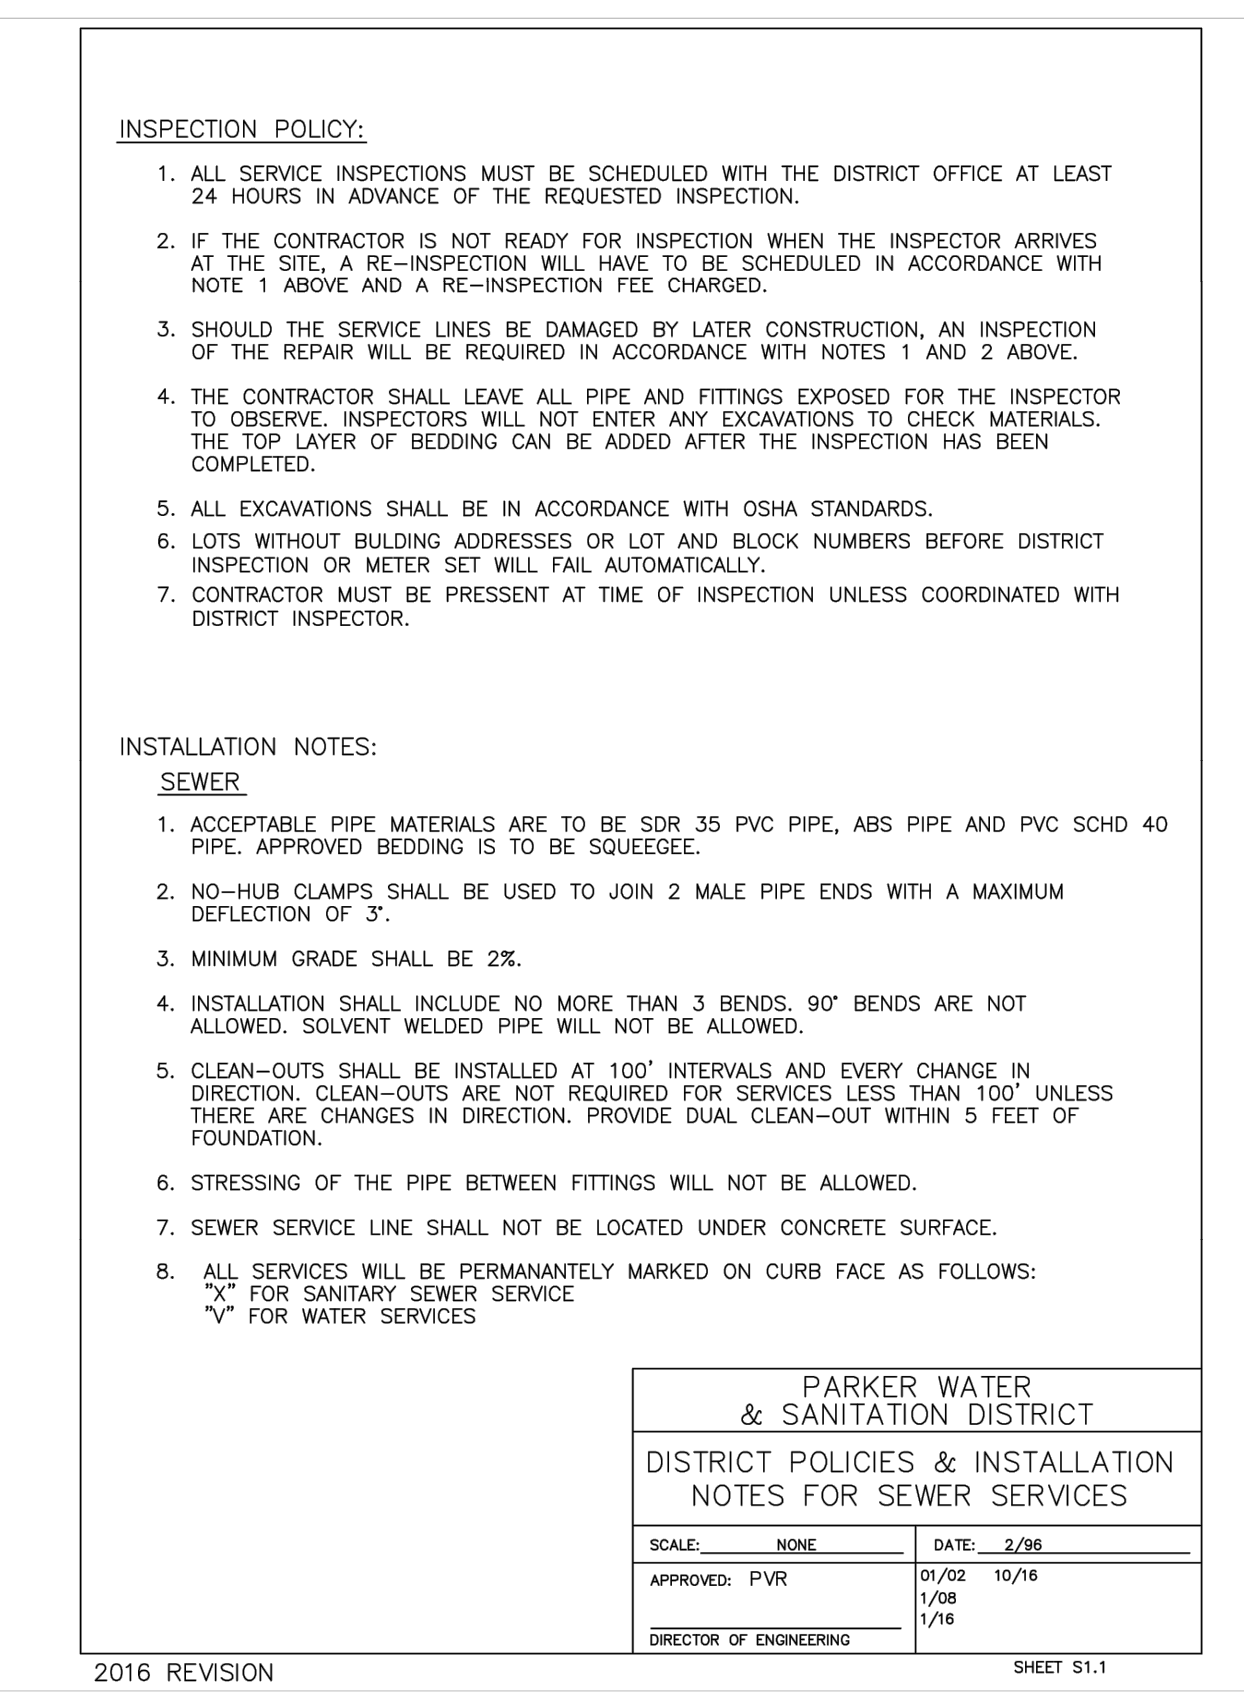 INSPECTION POLICY:
1. ALL SERVICE INSPECTIONS MUST BE SCHEDULED WITH THE DISTRICT OFFICE AT LEAST
24 HOURS IN ADVANCE OF THE REQUESTED INSPECTION.
2. IF THE CONTRACTOR IS NOT READY FOR INSPECTION WHEN THE INSPECTOR ARRIVES
AT THE SITE, A RE-INSPECTION WILL HAVE TO BE SCHEDULED IN ACCORDANCE WITH
NOTE 1 ABOVE AND A RE-INSPECTION FEE CHARGED.
3. SHOULD THE SERVICE LINES BE DAMAGED BY LATER CONSTRUCTION, AN INSPECTION
OF THE REPAIR WILL BE REQUIRED IN ACCORDANCE WITH NOTES 1 AND 2 ABOVE.
4. THE CONTRACTOR SHALL LEAVE ALL PIPE AND FITTINGS EXPOSED FOR THE INSPECTOR
TO OBSERVE. INSPECTORS WILL NOT ENTER ANY EXCAVATIONS TO CHECK MATERIALS.
THE TOP LAYER OF BEDDING CAN BE ADDED AFTER THE INSPECTION HAS BEEN
COMPLETED.
5. ALL EXCAVATIONS SHALL BE IN ACCORDANCE WITH OSHA STANDARDS.
6. LOTS WITHOUT BULDING ADDRESSES OR LOT AND BLOCK NUMBERS BEFORE DISTRICT
INSPECTION OR METER SET WILL FAIL AUTOMATICALLY.
7. CONTRACTOR MUST BE PRESSENT AT TIME OF INSPECTION UNLESS COORDINATED WITH
DISTRICT INSPECTOR.
INSTALLATION NOTES:
SEWER
1. ACCEPTABLE PIPE MATERIALS ARE TO BE SDR 35 PVC PIPE, ABS PIPE AND PVC SCHD 40
PIPE. APPROVED BEDDING IS TO BE SQUEEGEE.
2. NO-HUB CLAMPS SHALL BE USED TO JOIN 2 MALE PIPE ENDS WITH A MAXIMUM
DEFLECTION OF 3°.
3. MINIMUM GRADE SHALL BE 2%.
4. INSTALLATION SHALL INCLUDE NO MORE THAN 3 BENDS. 90° BENDS ARE NOT
ALLOWED. SOLVENT WELDED PIPE WILL NOT BE ALLOWED.
5. CLEAN-OUTS SHALL BE INSTALLED AT 100' INTERVALS AND EVERY CHANGE IN
DIRECTION. CLEAN-OUTS ARE NOT REQUIRED FOR SERVICES LESS THAN 100' UNLESS
THERE ARE CHANGES IN DIRECTION. PROVIDE DUAL CLEAN-OUT WITHIN 5 FEET OF
FOUNDATION.
6. STRESSING OF THE PIPE BETWEEN FITTINGS WILL NOT BE ALLOWED.
7. SEWER SERVICE LINE SHALL NOT BE LOCATED UNDER CONCRETE SURFACE.
8. ALL SERVICES WILL BE PERMANANTELY MARKED ON CURB FACE AS FOLLOWS:
"X" FOR SANITARY SEWER SERVICE
"V" FOR WATER SERVICES
PARKER WATER
& SANITATION DISTRICT
DISTRICT POLICIES & INSTALLATION
NOTES FOR SEWER SERVICES
SCALE: NONE
DATE: 2/96
APPROVED: PVR
01/02 10/16
1/08
1/16
DIRECTOR OF ENGINEERING
2016 REVISION
SHEET S1.1